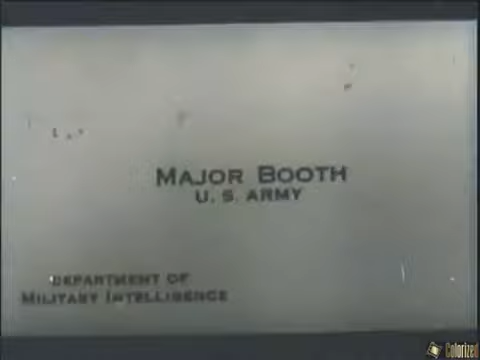 MAJOR BOOTH
U. S. ARMY
DEPARTMENT OF
MILITARY INTELLIGENCE
Colorized